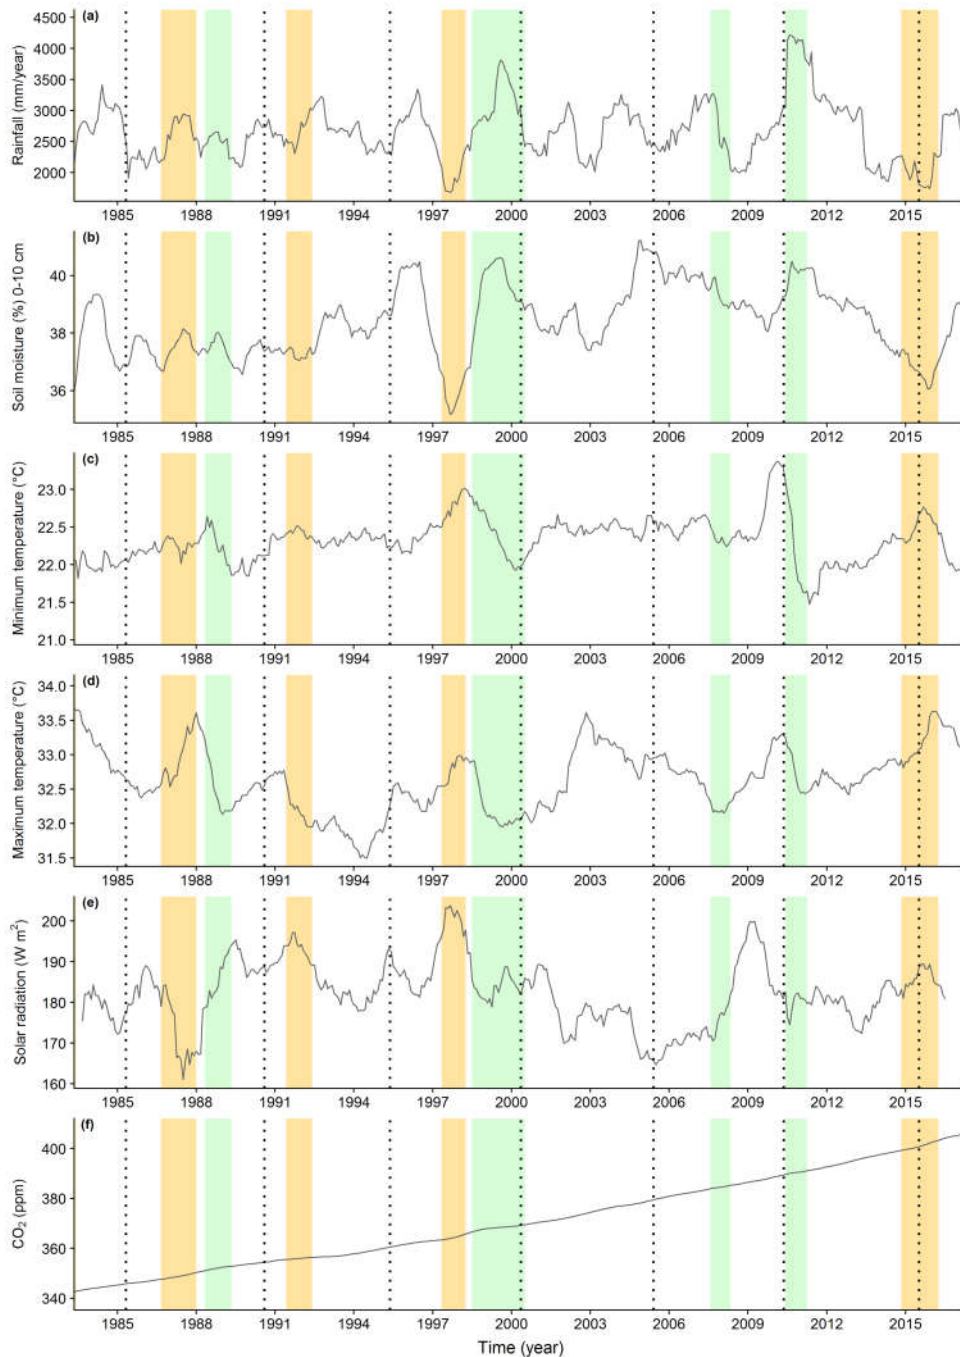 (a)
Rainfall (mm/year)
4500
4000
3500
3000
2500
2000
1985 1988 1991 1994 1997 2000 2003 2006 2009 2012 2015
(b)
Soil moisture (%) 0-10 cm
40
38
36
1985 1988 1991 1994 1997 2000 2003 2006 2009 2012 2015
(c)
Minimum temperature (°C)
23.0
22.5
22.0
21.5
21.0
1985 1988 1991 1994 1997 2000 2003 2006 2009 2012 2015
(d)
Maximum temperature (°C)
34.0
33.5
33.0
32.5
32.0
31.5
1985 1988 1991 1994 1997 2000 2003 2006 2009 2012 2015
(e)
Solar radiation (W m²)
200
190
180
170
160
1985 1988 1991 1994 1997 2000 2003 2006 2009 2012 2015
(f)
CO₂ (ppm)
400
380
360
340
1985 1988 1991 1994 1997 2000 2003 2006 2009 2012 2015
Time (year)